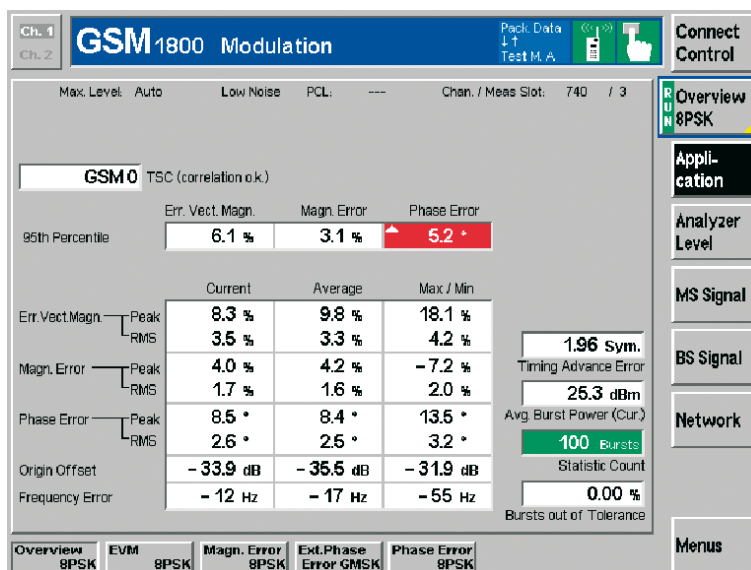 Ch. 1
Ch. 2
GSM 1800 Modulation
Pack. Data
↓↑
Test M. A.
Connect
Control
Max. Level: Auto Low Noise PCL: --- Chan. / Meas Slot: 740 / 3
RUN
Overview
8PSK
GSM 0 TSC (correlation o.k.)
Appli-
cation
Err. Vect. Magn. Magn. Error Phase Error
95th Percentile 6.1 % 3.1 % 5.2 °
Analyzer
Level
Current Average Max / Min
MS Signal
Err.Vect.Magn. Peak 8.3 % 9.8 % 18.1 %
RMS 3.5 % 3.3 % 4.2 %
1.96 Sym.
Timing Advance Error
BS Signal
Magn. Error Peak 4.0 % 4.2 % – 7.2 %
RMS 1.7 % 1.6 % 2.0 %
25.3 dBm
Avg. Burst Power (Cur.)
Network
Phase Error Peak 8.5 ° 8.4 ° 13.5 °
RMS 2.6 ° 2.5 ° 3.2 °
100 Bursts
Statistic Count
Origin Offset – 33.9 dB – 35.5 dB – 31.9 dB
Frequency Error – 12 Hz – 17 Hz – 55 Hz
0.00 %
Bursts out of Tolerance
Overview
8PSK
EVM
8PSK
Magn. Error
8PSK
Ext.Phase
Error GMSK
Phase Error
8PSK
Menus